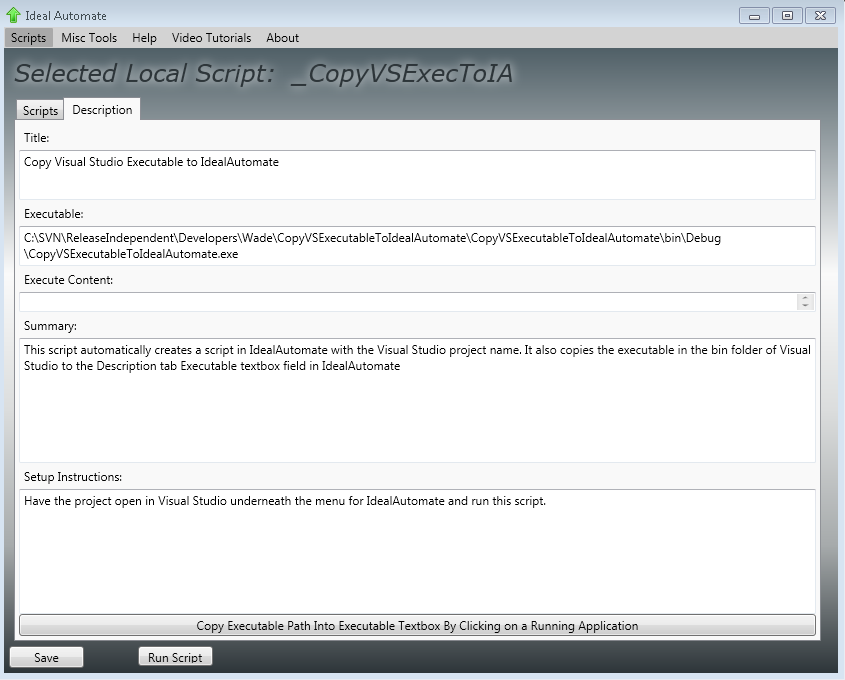 Ideal Automate
Scripts Misc Tools Help Video Tutorials About
Selected Local Script: _CopyVSExecToIA
Scripts Description
Title:
Copy Visual Studio Executable to IdealAutomate
Executable:
C:\SVN\ReleaseIndependent\Developers\Wade\CopyVSExecutableToIdealAutomate\CopyVSExecutableToIdealAutomate\bin\Debug
\CopyVSExecutableToIdealAutomate.exe
Execute Content:
Summary:
This script automatically creates a script in IdealAutomate with the Visual Studio project name. It also copies the executable in the bin folder of Visual
Studio to the Description tab Executable textbox field in IdealAutomate
Setup Instructions:
Have the project open in Visual Studio underneath the menu for IdealAutomate and run this script.
Copy Executable Path Into Executable Textbox By Clicking on a Running Application
Save Run Script